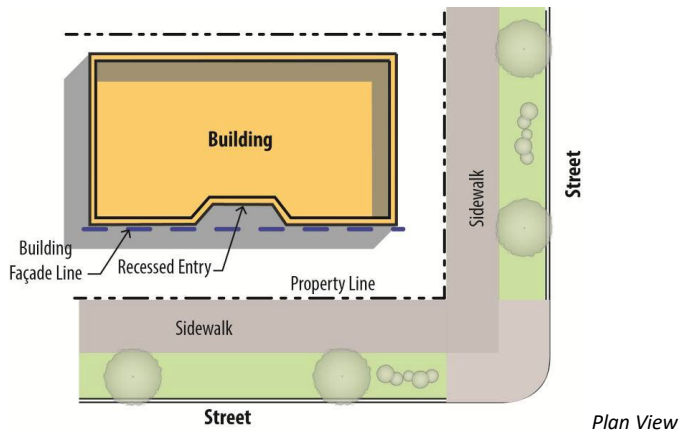 Building
Sidewalk
Street
Building
Façade Line
Recessed Entry
Property Line
Sidewalk
Street
Plan View